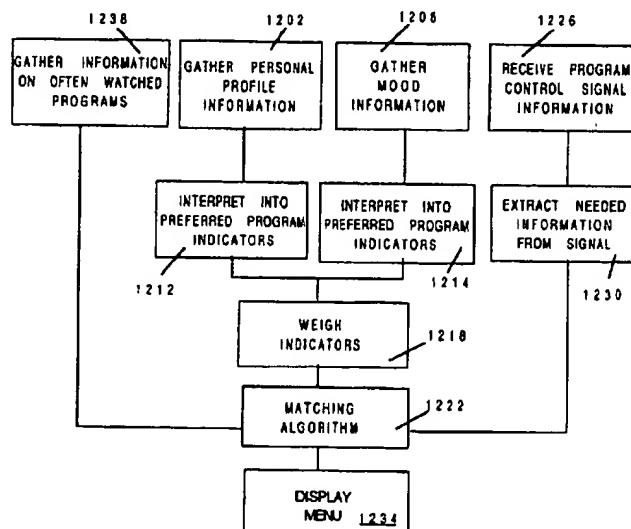 1238
1202
1206
1226
GATHER INFORMATION
ON OFTEN WATCHED
PROGRAMS
GATHER PERSONAL
PROFILE
INFORMATION
GATHER
MOOD
INFORMATION
RECEIVE PROGRAM
CONTROL SIGNAL
INFORMATION
INTERPRET INTO
PREFERRED PROGRAM
INDICATORS
INTERPRET INTO
PREFERRED PROGRAM
INDICATORS
EXTRACT NEEDED
INFORMATION
FROM SIGNAL
1212
1214
1230
WEIGH
INDICATORS
1218
MATCHING
ALGORITHM
1222
DISPLAY
MENU 1234